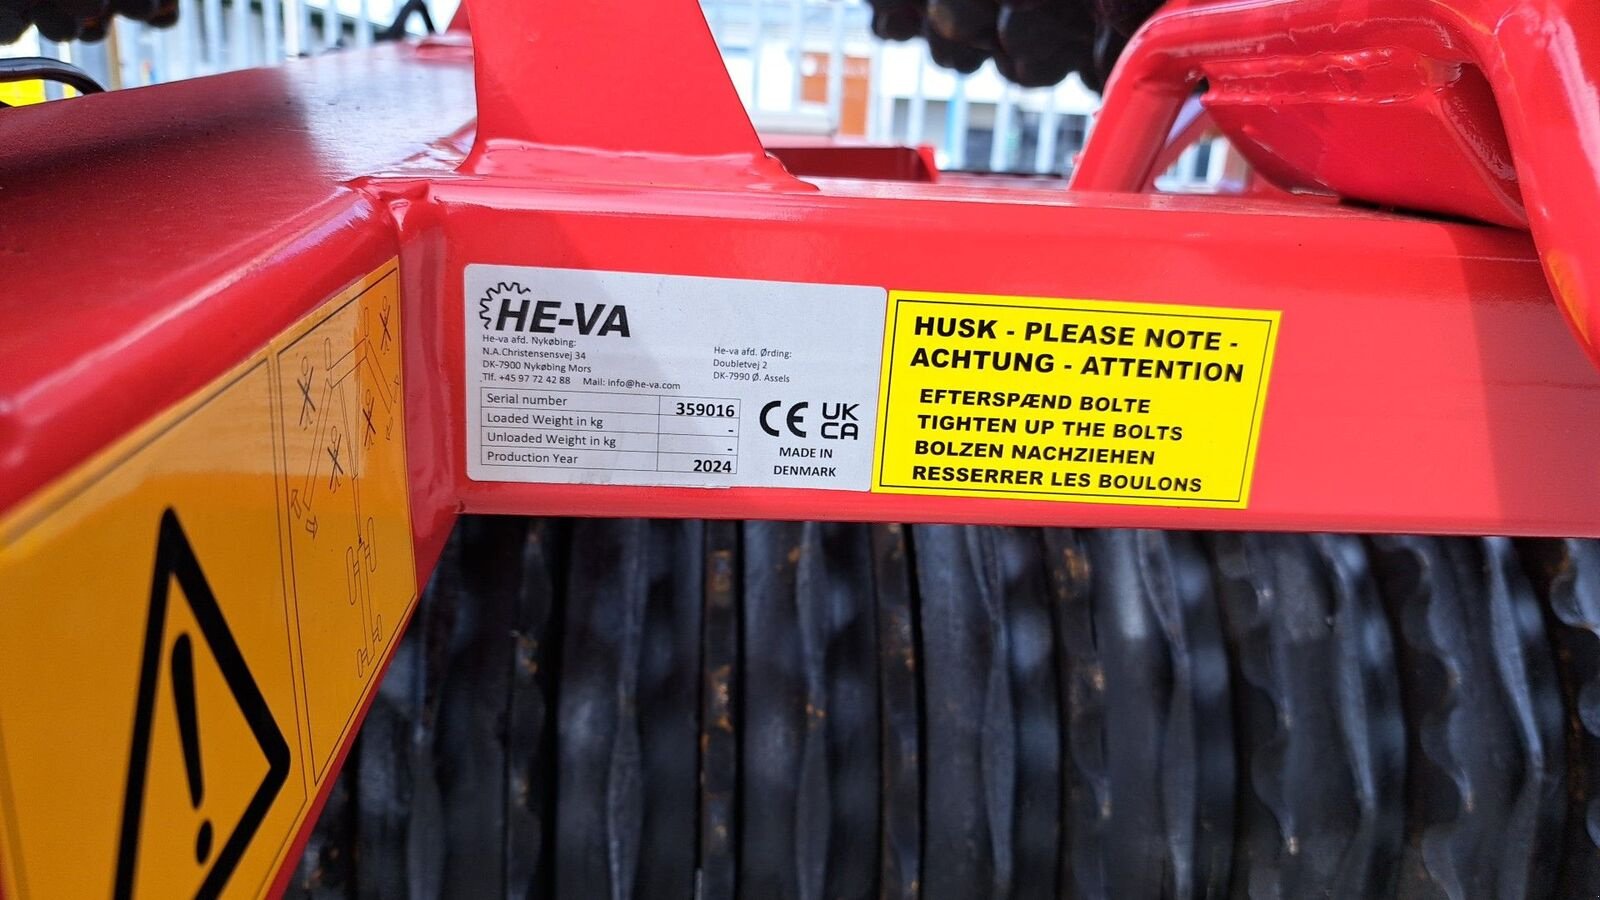 HE-VA
He-va afd. Nykøbing:
N.A.Christensensvej 34
DK-7900 Nykøbing Mors
Tlf. +45 97 72 42 88 Mail: info@he-va.com
He-va afd. Ørding:
Doubletvej 2
DK-7990 Ø. Assels
Serial number 359016
Loaded Weight in kg -
Unloaded Weight in kg -
Production Year 2024
CE UK
CA
MADE IN
DENMARK
HUSK - PLEASE NOTE -
ACHTUNG - ATTENTION
EFTERSPÆND BOLTE
TIGHTEN UP THE BOLTS
BOLZEN NACHZIEHEN
RESSERRER LES BOULONS